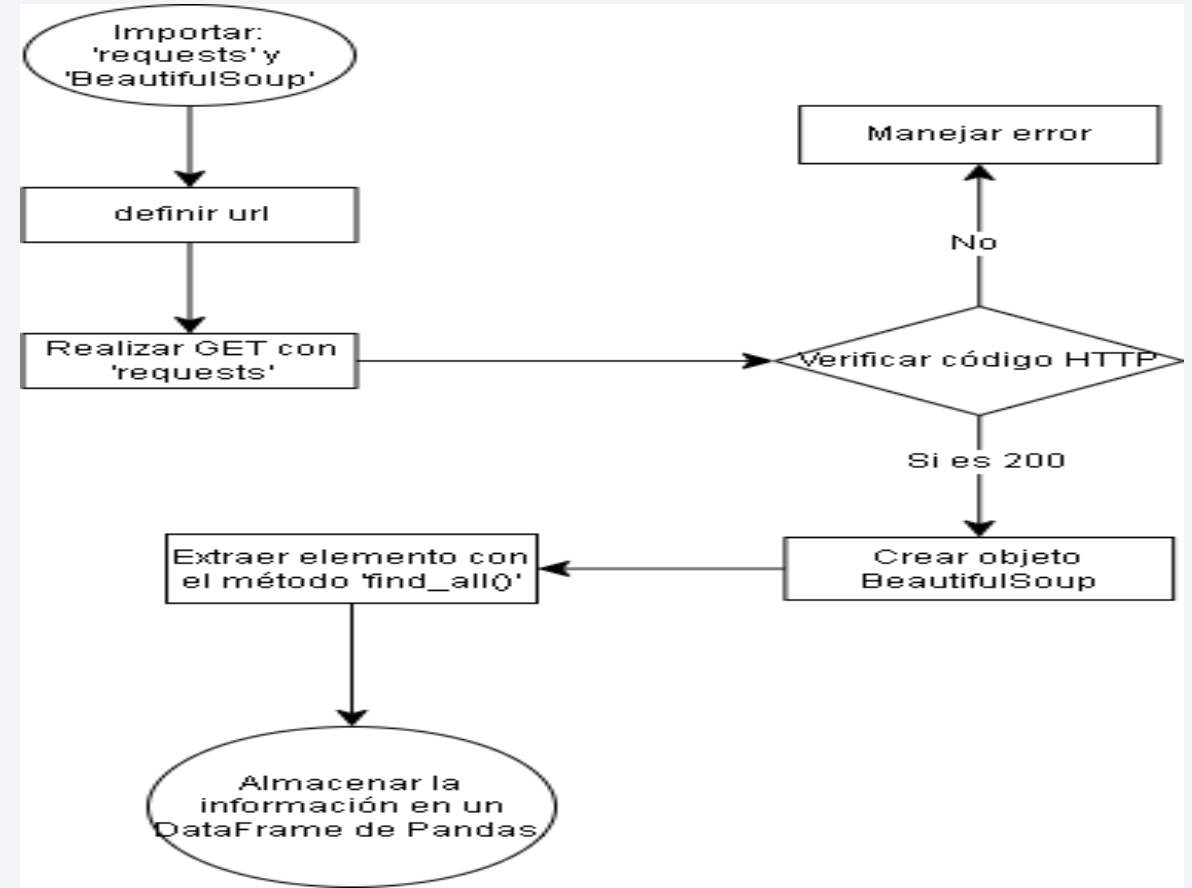 Importar:
'requests' y
'BeautifulSoup'
definir url
Realizar GET con
'requests'
Verificar código HTTP
No
Manejar error
Si es 200
Crear objeto
BeautifulSoup
Extraer elemento con
el método 'find_all()'
Almacenar la
información en un
DataFrame de Pandas